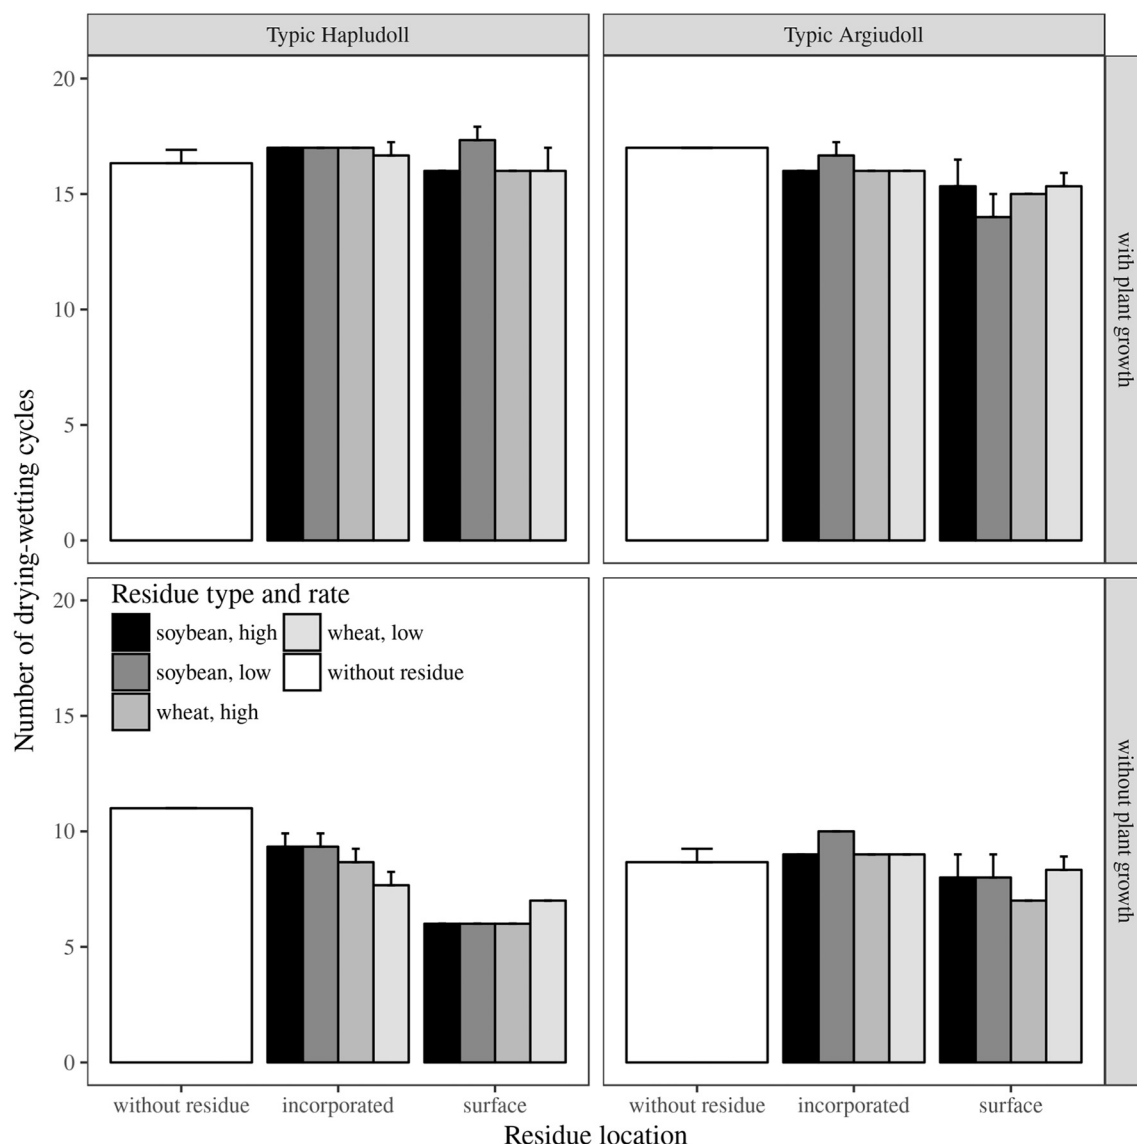 Typic Hapludoll
Typic Argiudoll
20
15
10
5
0
with plant growth
Number of drying-wetting cycles
Residue type and rate
soybean, high
wheat, low
soybean, low
without residue
wheat, high
20
15
10
5
0
without plant growth
without residue
incorporated
surface
without residue
incorporated
surface
Residue location